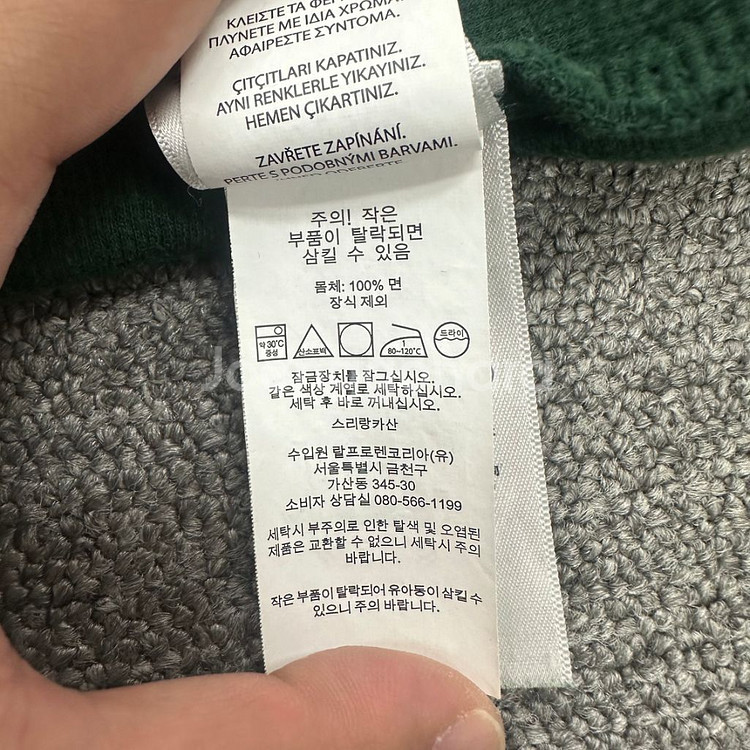 ΚΛΕΙΣΤΕ ΤΑ
ΠΛΥΝΕΤΕ ΜΕ ΙΔΙΑ ΧΡΩΜΑ
ΑΦΑΙΡΕΣΤΕ ΣΥΝΤΟΜΑ.
ÇITÇITLARI KAPATINIZ.
AYNI RENKLERLE YIKAYINIZ.
HEMEN ÇIKARTINIZ.
ZAVŘETE ZAPÍNÁNÍ.
PERTE S PODOBNÝMI BARVAMI.
주의! 작은
부품이 탈락되면
삼킬 수 있음
몸체: 100% 면
장식 제외
약 30°C
중성
산소표백
1
80~120°C
드라이
잠금장치를 잠그십시오.
같은 색상 계열로 세탁하십시오.
세탁 후 바로 꺼내십시오.
스리랑카산
수입원 랄프로렌코리아(유)
서울특별시 금천구
가산동 345-30
소비자 상담실 080-566-1199
세탁시 부주의로 인한 탈색 및 오염된
제품은 교환할 수 없으니 세탁시 주의
바랍니다.
작은 부품이 탈락되어 유아동이 삼킬 수
있으니 주의 바랍니다.